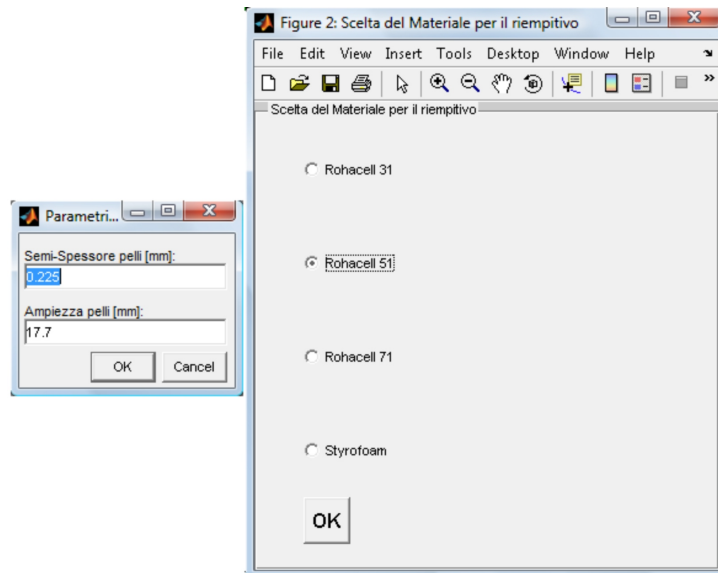 Parametri...
Semi-Spessore pelli [mm]:
0.225
Ampiezza pelli [mm]:
17.7
OK Cancel
Figure 2: Scelta del Materiale per il riempitivo
File Edit View Insert Tools Desktop Window Help
Scelta del Materiale per il riempitivo
Rohacell 31
Rohacell 51
Rohacell 71
Styrofoam
OK